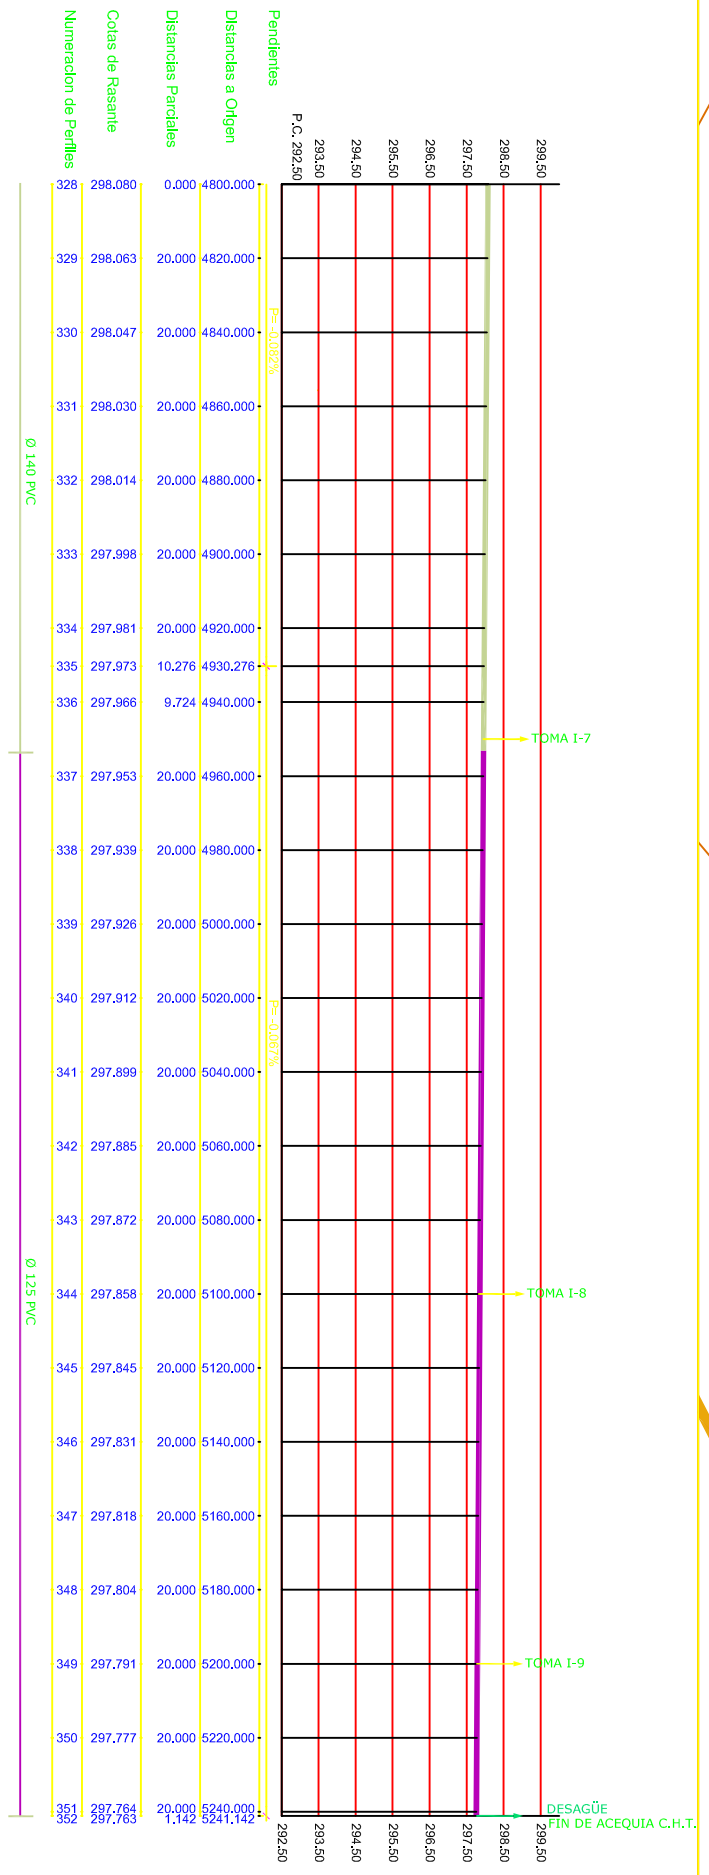 Pendientes
Distancias a Origen
Distancias Parciales
Cotas de Rasante
Numeracion de Perfiles
P.C. 292.50
293.50
294.50
295.50
296.50
297.50
298.50
299.50
328 298.080 0.000 4800.000
329 298.063 20.000 4820.000
330 298.047 20.000 4840.000
P= -0.082%
331 298.030 20.000 4860.000
Ø 140 PVC
332 298.014 20.000 4880.000
333 297.998 20.000 4900.000
334 297.981 20.000 4920.000
335 297.973 10.276 4930.276
336 297.966 9.724 4940.000
TOMA I-7
337 297.953 20.000 4960.000
338 297.939 20.000 4980.000
339 297.926 20.000 5000.000
340 297.912 20.000 5020.000
P= -0.067%
341 297.899 20.000 5040.000
342 297.885 20.000 5060.000
343 297.872 20.000 5080.000
Ø 125 PVC
344 297.858 20.000 5100.000
TOMA I-8
345 297.845 20.000 5120.000
346 297.831 20.000 5140.000
347 297.818 20.000 5160.000
348 297.804 20.000 5180.000
349 297.791 20.000 5200.000
TOMA I-9
350 297.777 20.000 5220.000
351 297.764 20.000 5240.000
352 297.763 1.142 5241.142
DESAGÜE
FIN DE ACEQUIA C.H.T.
292.50
293.50
294.50
295.50
296.50
297.50
298.50
299.50